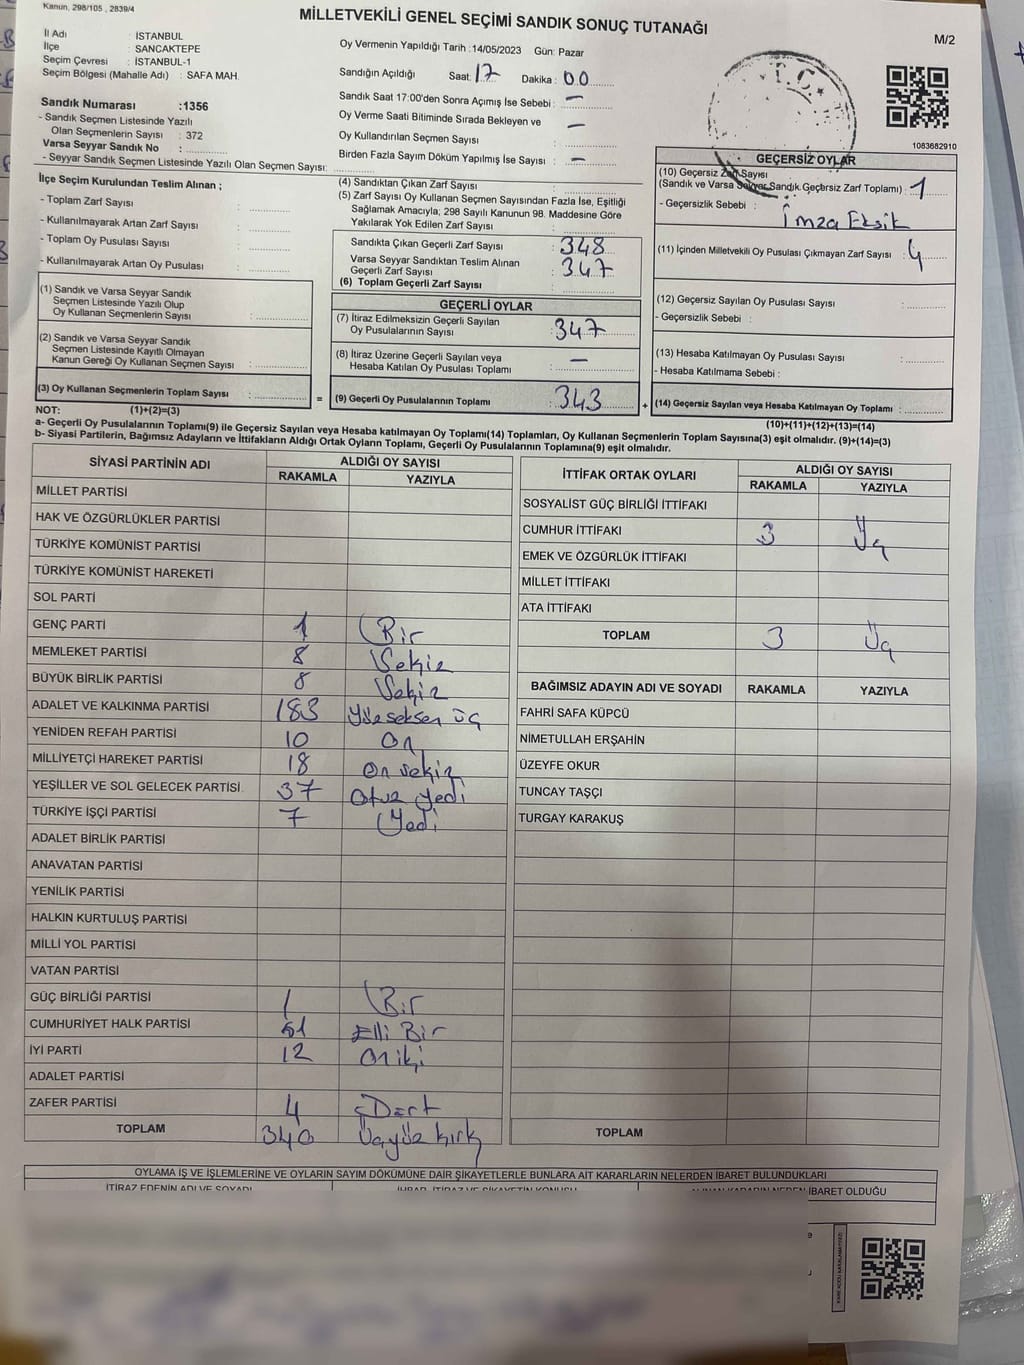 Kanun, 298/105 , 2839/4
MİLLETVEKİLİ GENEL SEÇİMİ SANDIK SONUÇ TUTANAĞI
M/2
İl Adı : İSTANBUL
İlçe : SANCAKTEPE
Seçim Çevresi : İSTANBUL-1
Seçim Bölgesi (Mahalle Adı) : SAFA MAH.
Oy Vermenin Yapıldığı Tarih :14/05/2023 Gün: Pazar
Sandığın Açıldığı Saat: 17 Dakika : 00
Sandık Saat 17:00'den Sonra Açımış İse Sebebi : —
Oy Verme Saati Bitiminde Sırada Bekleyen ve
Oy Kullandırılan Seçmen Sayısı : —
Birden Fazla Sayım Döküm Yapılmış İse Sayısı : —
Sandık Numarası :1356
- Sandık Seçmen Listesinde Yazılı
Olan Seçmenlerin Sayısı : 372
Varsa Seyyar Sandık No :
- Seyyar Sandık Seçmen Listesinde Yazılı Olan Seçmen Sayısı:
T.C.
1083682910
İlçe Seçim Kurulundan Teslim Alınan ;
- Toplam Zarf Sayısı :
- Kullanılmayarak Artan Zarf Sayısı :
- Toplam Oy Pusulası Sayısı :
- Kullanılmayarak Artan Oy Pusulası :
(1) Sandık ve Varsa Seyyar Sandık
Seçmen Listesinde Yazılı Olup
Oy Kullanan Seçmenlerin Sayısı :
(2) Sandık ve Varsa Seyyar Sandık
Seçmen Listesinde Kayıtlı Olmayan
Kanun Gereği Oy Kullanan Seçmen Sayısı :
(3) Oy Kullanan Seçmenlerin Toplam Sayısı :
(4) Sandıktan Çıkan Zarf Sayısı :
(5) Zarf Sayısı Oy Kullanan Seçmen Sayısından Fazla İse, Eşitliği
Sağlamak Amacıyla, 298 Sayılı Kanunun 98. Maddesine Göre
Yakılarak Yok Edilen Zarf Sayısı :
Sandıkta Çıkan Geçerli Zarf Sayısı : 348
Varsa Seyyar Sandıktan Teslim Alınan
Geçerli Zarf Sayısı : 347
(6) Toplam Geçerli Zarf Sayısı :
GEÇERLİ OYLAR
(7) İtiraz Edilmeksizin Geçerli Sayılan
Oy Pusulalarının Sayısı : 347
(8) İtiraz Üzerine Geçerli Sayılan veya
Hesaba Katılan Oy Pusulası Toplamı : —
= (9) Geçerli Oy Pusulalarının Toplamı : 343 +
GEÇERSİZ OYLAR
(10) Geçersiz Zarf Sayısı
(Sandık ve Varsa Seyyar Sandık Geçersiz Zarf Toplamı) : 1
- Geçersizlik Sebebi : İmza Eksik
(11) İçinden Milletvekili Oy Pusulası Çıkmayan Zarf Sayısı : 4
(12) Geçersiz Sayılan Oy Pusulası Sayısı :
- Geçersizlik Sebebi :
(13) Hesaba Katılmayan Oy Pusulası Sayısı :
- Hesaba Katılmama Sebebi :
(14) Geçersiz Sayılan veya Hesaba Katılmayan Oy Toplamı :
NOT: (1)+(2)=(3)
(10)+(11)+(12)+(13)=(14)
a- Geçerli Oy Pusulalarının Toplamı(9) ile Geçersiz Sayılan veya Hesaba Katılmayan Oy Toplamı(14) Toplamları, Oy Kullanan Seçmenlerin Toplam Sayısına(3) eşit olmalıdır. (9)+(14)=(3)
b- Siyasi Partilerin, Bağımsız Adayların ve İttifakların Aldığı Ortak Oyların Toplamı, Geçerli Oy Pusulalarının Toplamına(9) eşit olmalıdır.
SİYASİ PARTİNİN ADI
ALDIĞI OY SAYISI
RAKAMLA YAZIYLA
MİLLET PARTİSİ
HAK VE ÖZGÜRLÜKLER PARTİSİ
TÜRKİYE KOMÜNİST PARTİSİ
TÜRKİYE KOMÜNİST HAREKETİ
SOL PARTİ
GENÇ PARTİ 1 Bir
MEMLEKET PARTİSİ 8 Sekiz
BÜYÜK BİRLİK PARTİSİ 8 Sekiz
ADALET VE KALKINMA PARTİSİ 183 Yüzseksen üç
YENİDEN REFAH PARTİSİ 10 On
MİLLİYETÇİ HAREKET PARTİSİ 18 On sekiz
YEŞİLLER VE SOL GELECEK PARTİSİ 37 Otuz yedi
TÜRKİYE İŞÇİ PARTİSİ 7 Yedi
ADALET BİRLİK PARTİSİ
ANAVATAN PARTİSİ
YENİLİK PARTİSİ
HALKIN KURTULUŞ PARTİSİ
MİLLİ YOL PARTİSİ
VATAN PARTİSİ
GÜÇ BİRLİĞİ PARTİSİ 1 Bir
CUMHURİYET HALK PARTİSİ 51 Elli Bir
İYİ PARTİ 12 On iki
ADALET PARTİSİ
ZAFER PARTİSİ 4 Dört
TOPLAM 340 Üçyüz kırk
İTTİFAK ORTAK OYLARI
ALDIĞI OY SAYISI
RAKAMLA YAZIYLA
SOSYALİST GÜÇ BİRLİĞİ İTTİFAKI
CUMHUR İTTİFAKI 3 Üç
EMEK VE ÖZGÜRLÜK İTTİFAKI
MİLLET İTTİFAKI
ATA İTTİFAKI
TOPLAM 3 Üç
BAĞIMSIZ ADAYIN ADI VE SOYADI RAKAMLA YAZIYLA
FAHRİ SAFA KÜPCÜ
NİMETULLAH ERŞAHİN
ÜZEYFE OKUR
TUNCAY TAŞÇI
TURGAY KARAKUŞ
TOPLAM
OYLAMA İŞ VE İŞLEMLERİNE VE OYLARIN SAYIM DÖKÜMÜNE DAİR ŞİKAYETLERLE BUNLARA AİT KARARLARIN NELERDEN İBARET BULUNDUKLARI
İTİRAZ EDENİN ADI VE SOYADI
İBARET OLDUĞU